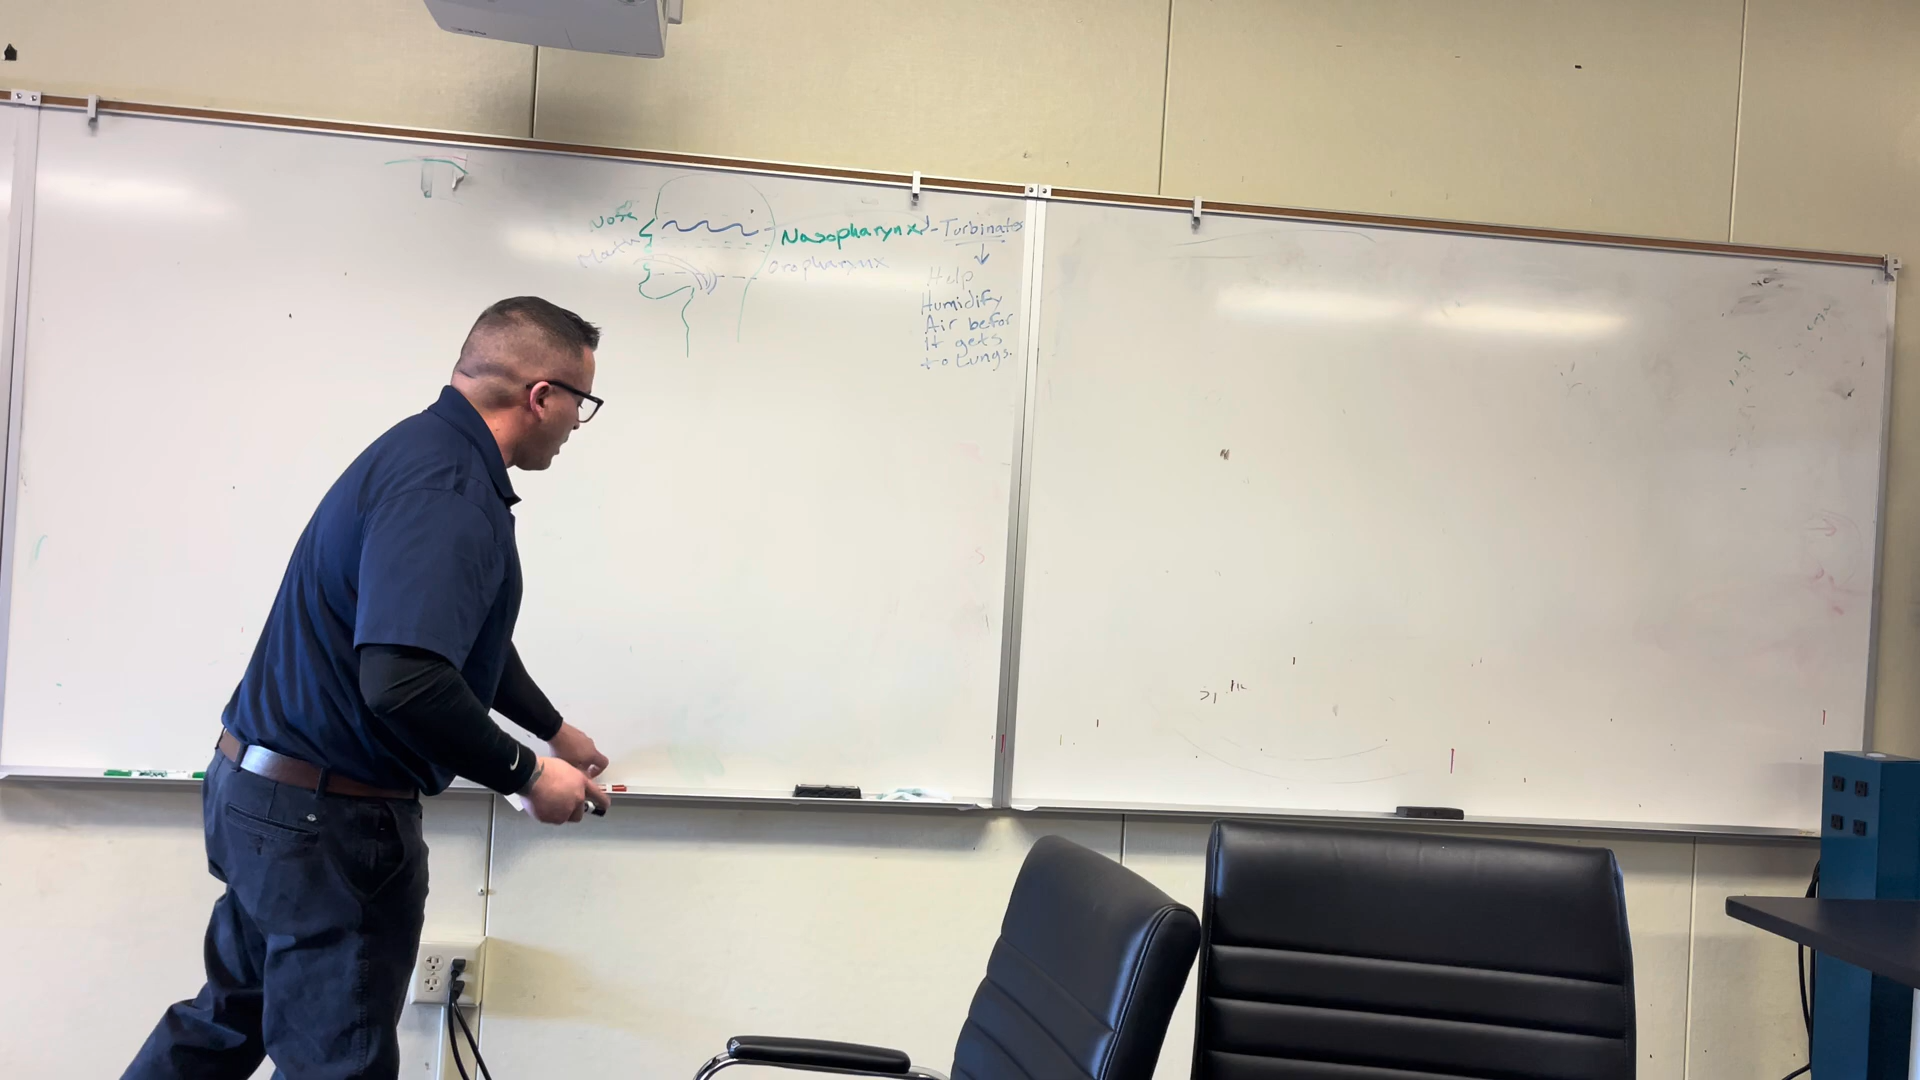 Nose
Nasopharynx - Turbinates
Mouth
Oropharynx
Help
Humidify
Air befor
it gets
to Lungs.